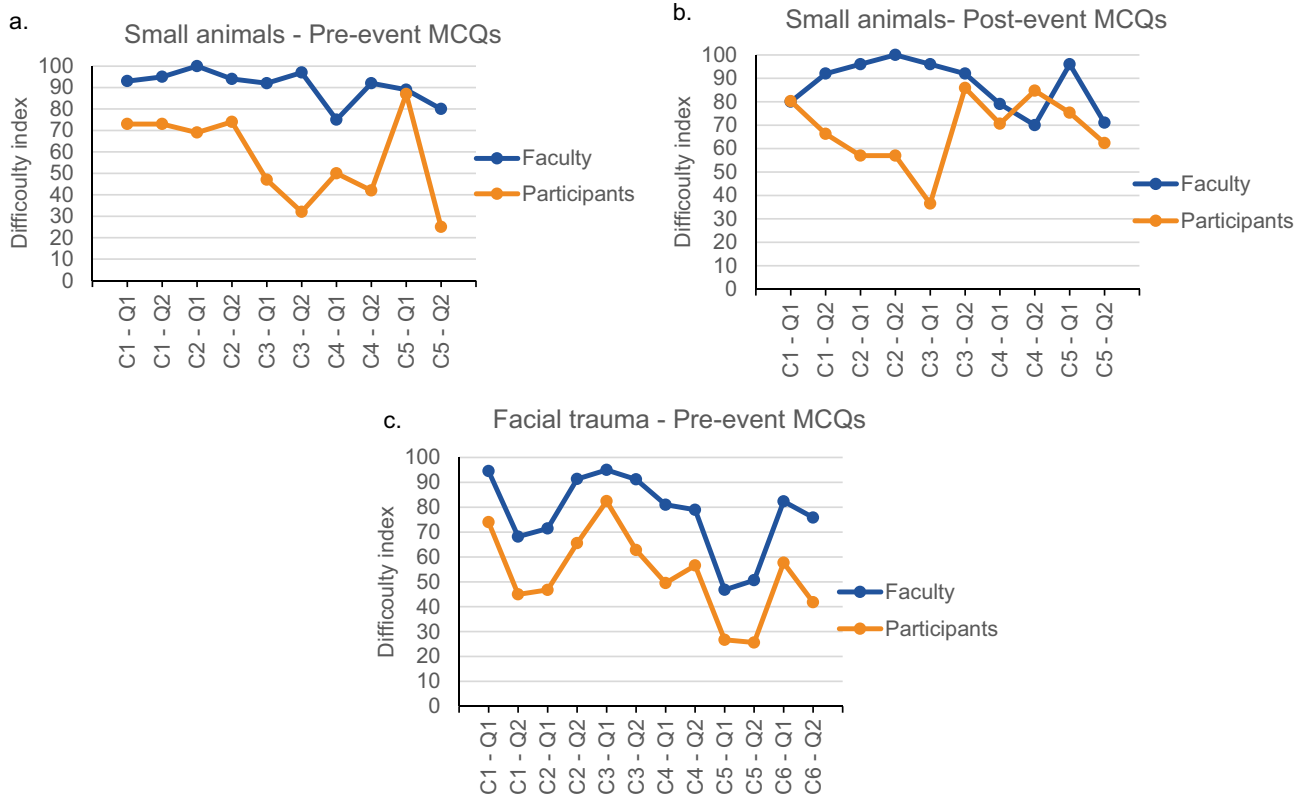 a.
Small animals - Pre-event MCQs
Difficoulty index
100
90
80
70
60
50
40
30
20
10
0
C1 - Q1
C1 - Q2
C2 - Q1
C2 - Q2
C3 - Q1
C3 - Q2
C4 - Q1
C4 - Q2
C5 - Q1
C5 - Q2
Faculty
Participants
b.
Small animals- Post-event MCQs
Difficoulty index
100
90
80
70
60
50
40
30
20
10
0
C1 - Q1
C1 - Q2
C2 - Q1
C2 - Q2
C3 - Q1
C3 - Q2
C4 - Q1
C4 - Q2
C5 - Q1
C5 - Q2
Faculty
Participants
c.
Facial trauma - Pre-event MCQs
Difficoulty index
100
90
80
70
60
50
40
30
20
10
0
C1 - Q1
C1 - Q2
C2 - Q1
C2 - Q2
C3 - Q1
C3 - Q2
C4 - Q1
C4 - Q2
C5 - Q1
C5 - Q2
C6 - Q1
C6 - Q2
Faculty
Participants